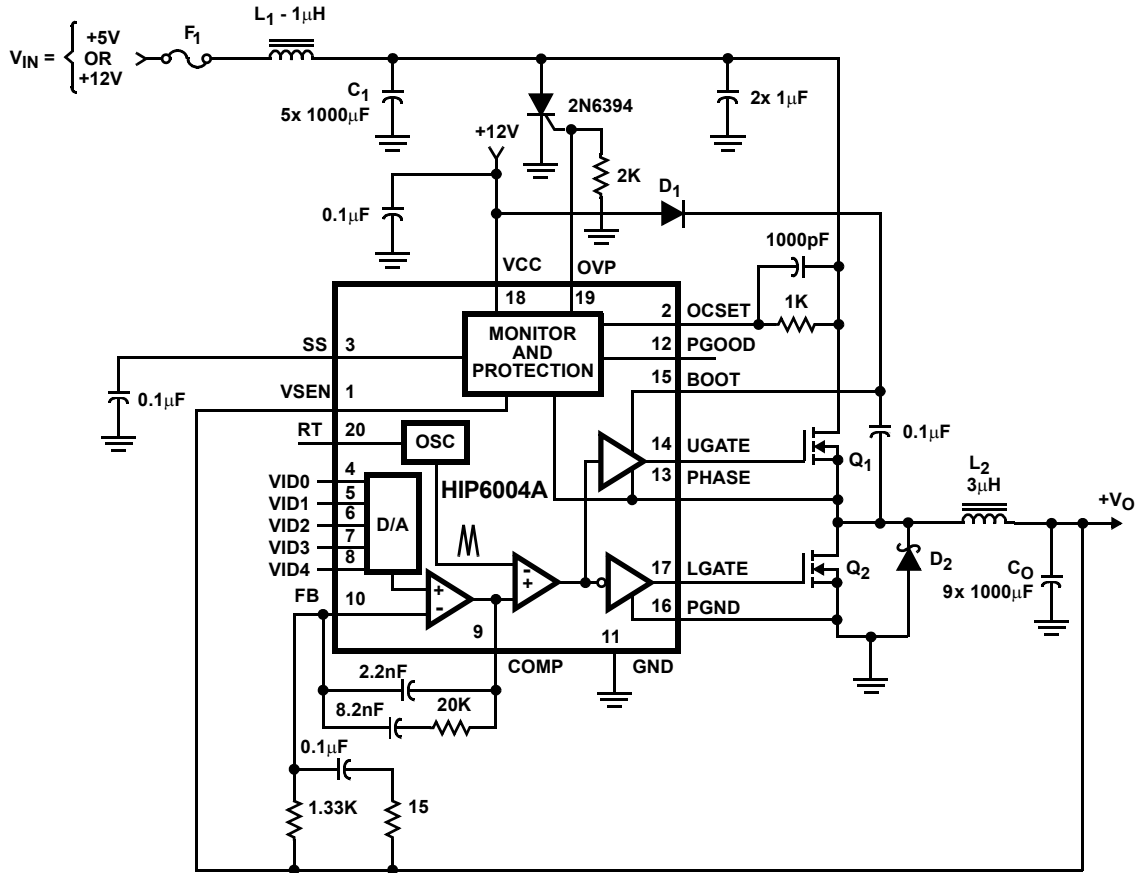 L1 - 1µH
F1
VIN =
+5V
OR
+12V
C1
5x 1000µF
2N6394
2x 1µF
+12V
2K
D1
0.1µF
1000pF
VCC
OVP
18
19
1K
2
OCSET
MONITOR
AND
PROTECTION
SS
3
12
PGOOD
15
BOOT
0.1µF
VSEN
1
RT
20
OSC
0.1µF
14
UGATE
Q1
13
PHASE
HIP6004A
L2
3µH
+VO
VID0
4
VID1
5
VID2
6
VID3
7
VID4
8
D/A
+
-
-
+
17
LGATE
Q2
D2
CO
9x 1000µF
FB
10
16
PGND
9
11
COMP
GND
2.2nF
8.2nF
20K
0.1µF
1.33K
15